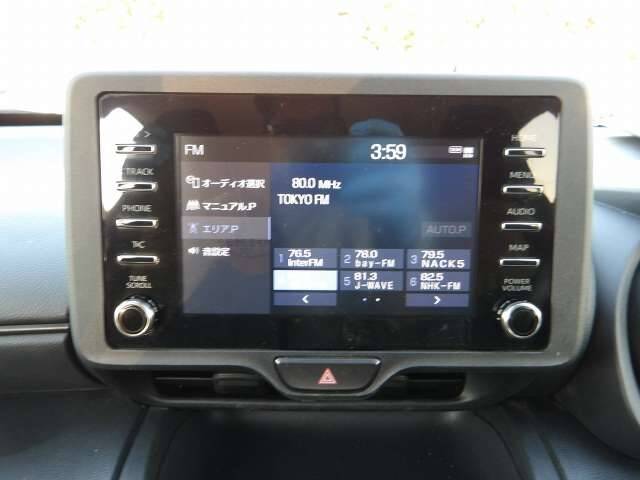 >
TRACK
PHONE
T/C
TUNE
SCROLL
FM
3:59
オーディオ選択
マニュアル.P
エリア.P
音設定
80.0 MHz
TOKYO FM
AUTO.P
1 76.5 InterFM
2 78.0 bay-FM
3 79.5 NACK5
5 81.3 J-WAVE
6 82.5 NHK-FM
<
>
HOME
MENU
AUDIO
MAP
POWER
VOLUME